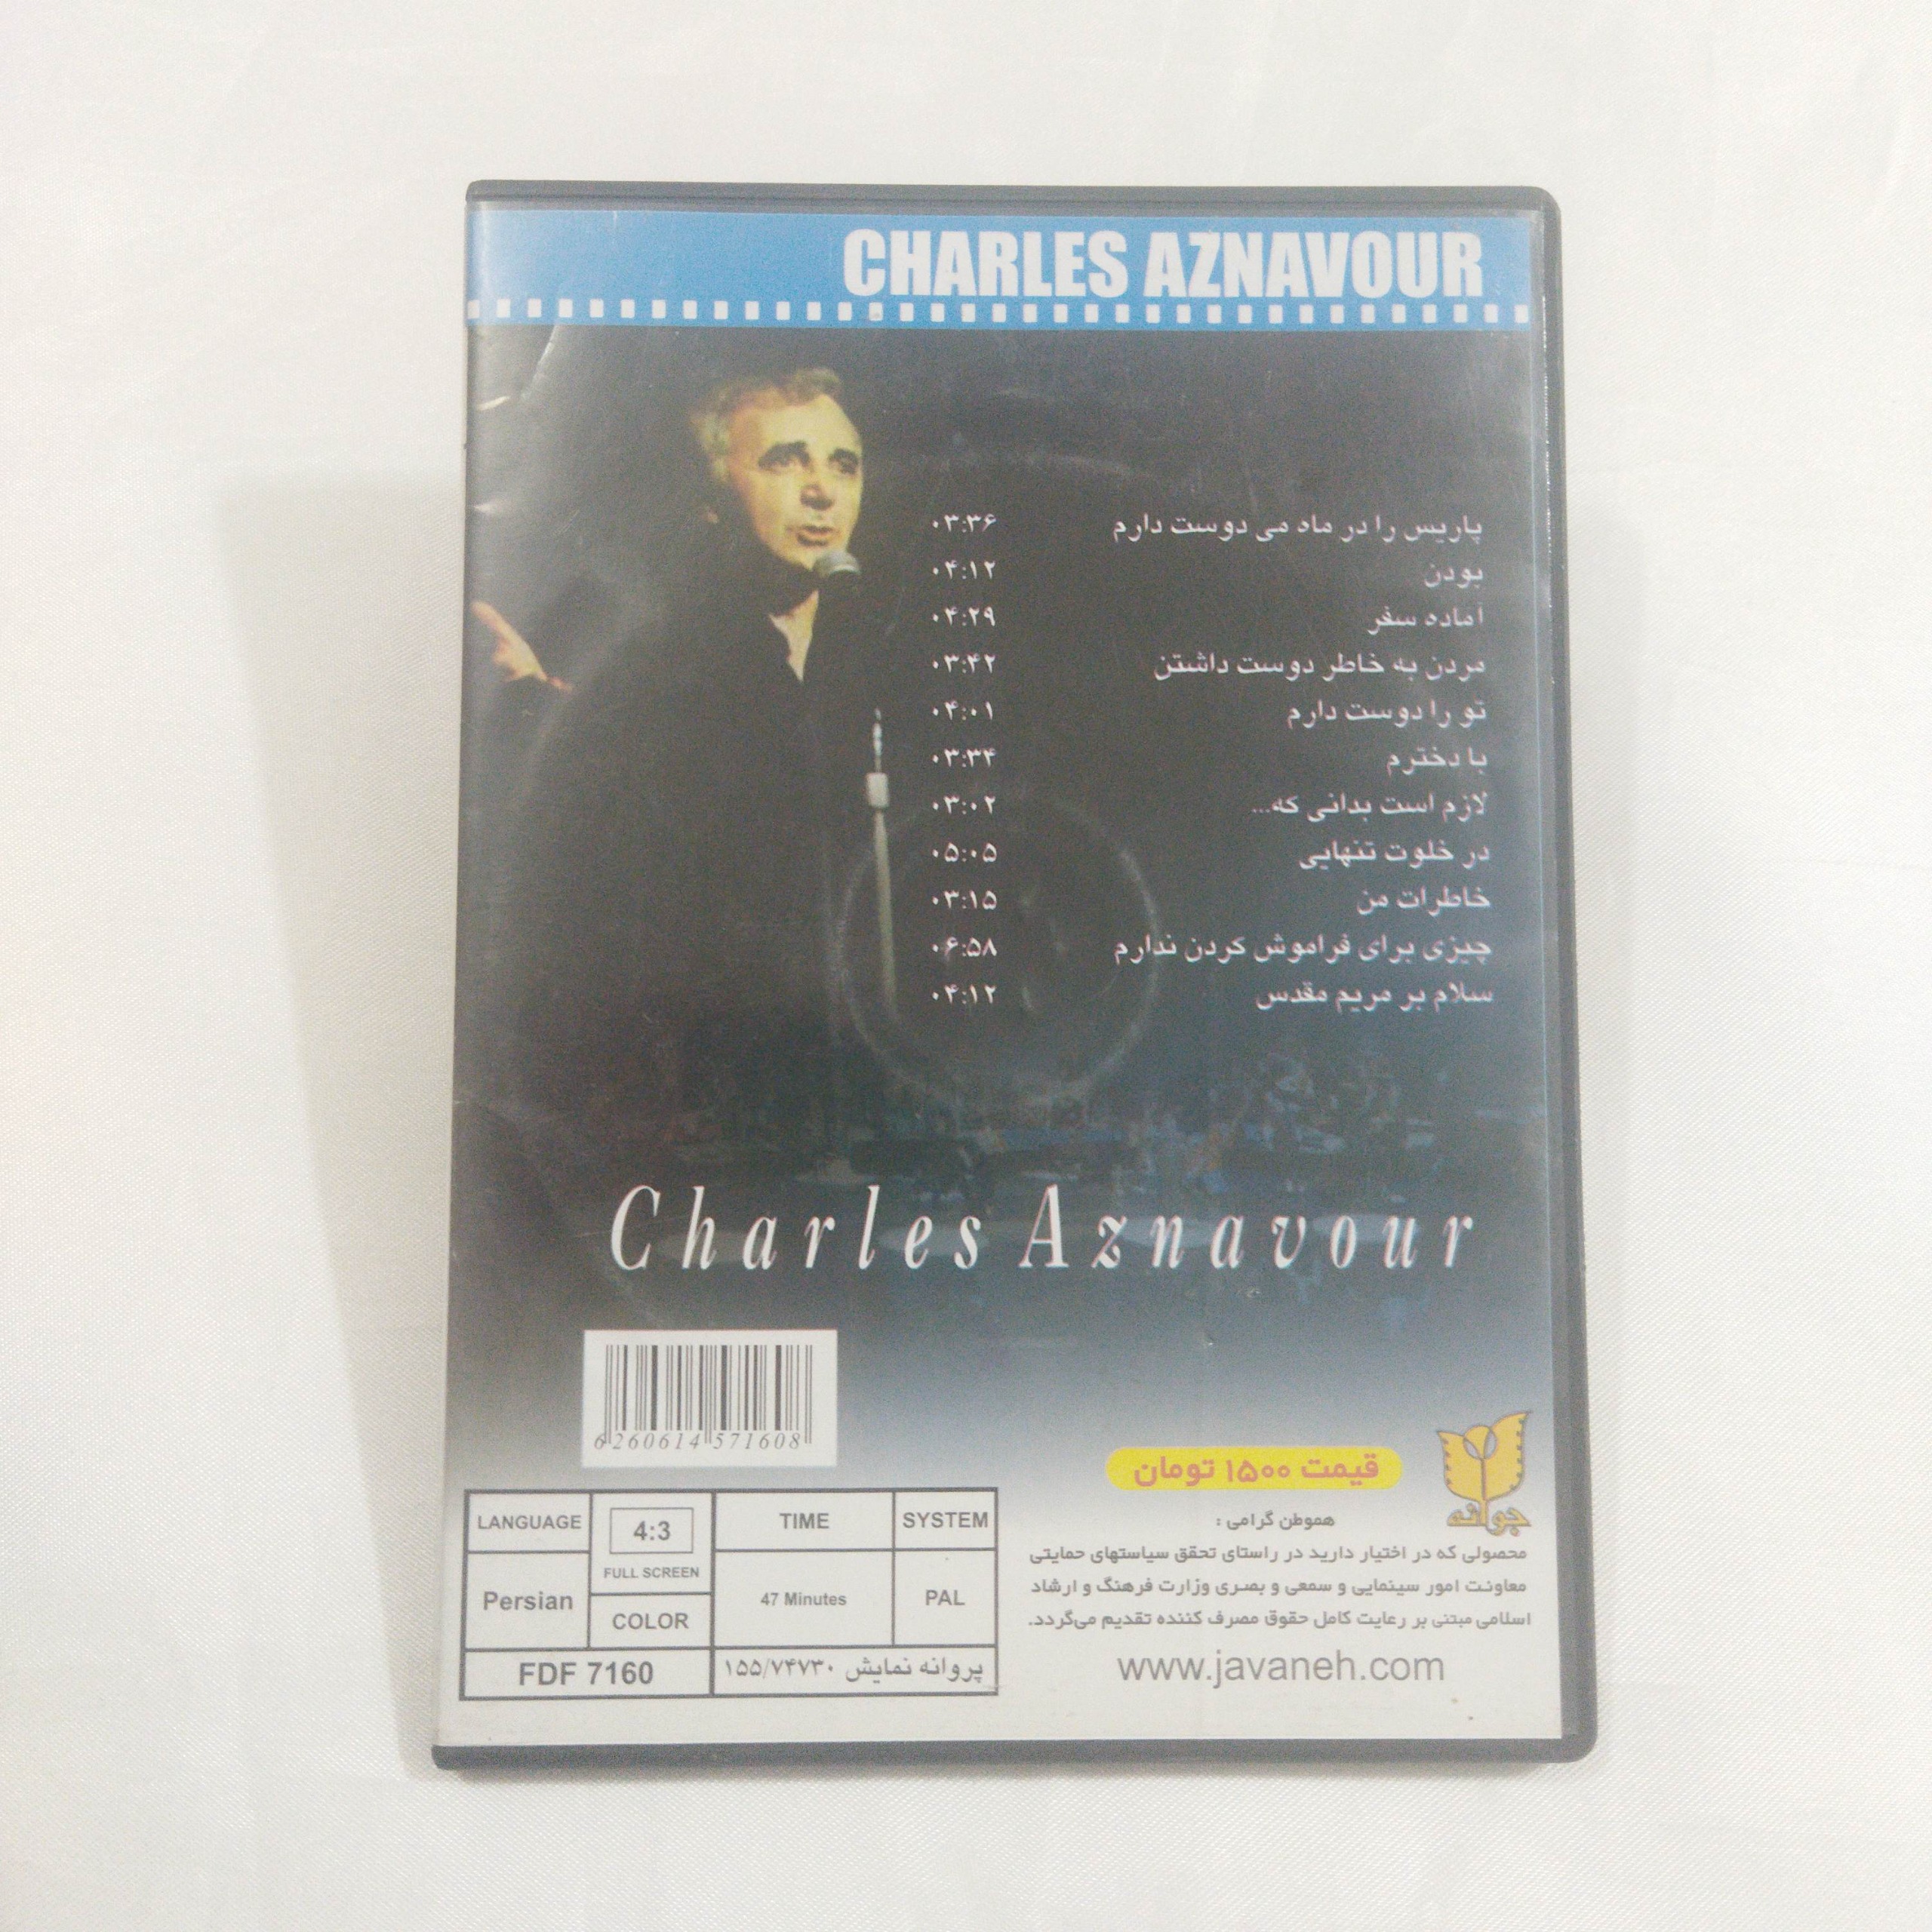 CHARLES AZNAVOUR
پاریس را در ماه می دوست دارم ۰۳:۳۶
بودن ۰۴:۱۲
آماده سفر ۰۴:۲۹
مردن به خاطر دوست داشتن ۰۳:۴۲
تو را دوست دارم ۰۴:۰۱
با دخترم ۰۳:۳۴
لازم است بدانی که... ۰۳:۰۲
در خلوت تنهایی ۰۵:۰۵
خاطرات من ۰۳:۱۵
چیزی برای فراموش کردن ندارم ۰۶:۵۸
سلام بر مریم مقدس ۰۴:۱۲
Charles Aznavour
6260614571608
قیمت ۱۵۰۰ تومان
جوانه
هموطن گرامی :
محصولی که در اختیار دارید در راستای تحقق سیاستهای حمایتی
معاونت امور سینمایی و سمعی و بصری وزارت فرهنگ و ارشاد
اسلامی مبتنی بر رعایت کامل حقوق مصرف کننده تقدیم می‌گردد.
www.javaneh.com
LANGUAGE
Persian
4:3
FULL SCREEN
COLOR
TIME
47 Minutes
SYSTEM
PAL
FDF 7160
پروانه نمایش ۱۵۵/۷۴۷۳۰